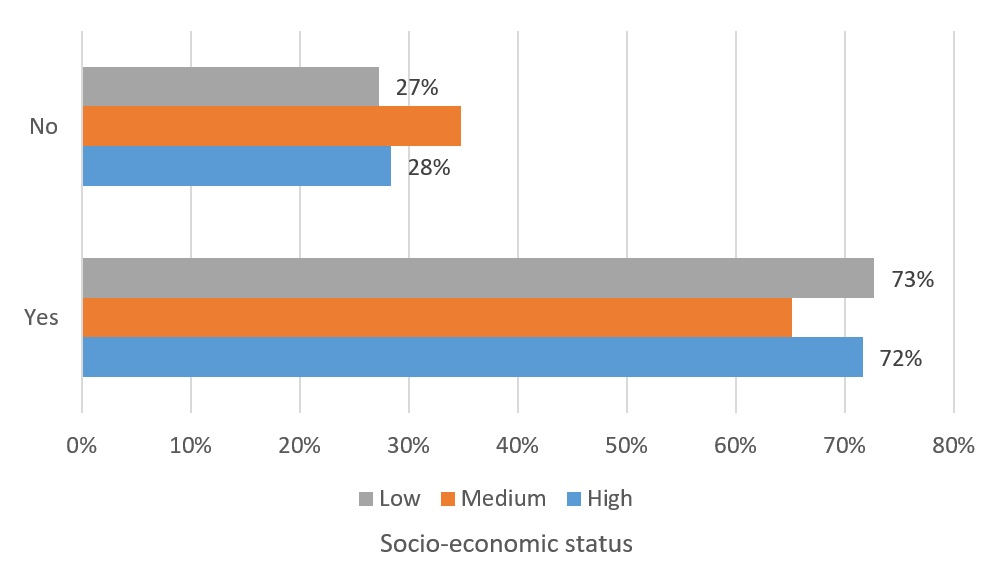 No
27%
28%
Yes
73%
72%
0% 10% 20% 30% 40% 50% 60% 70% 80%
Low Medium High
Socio-economic status